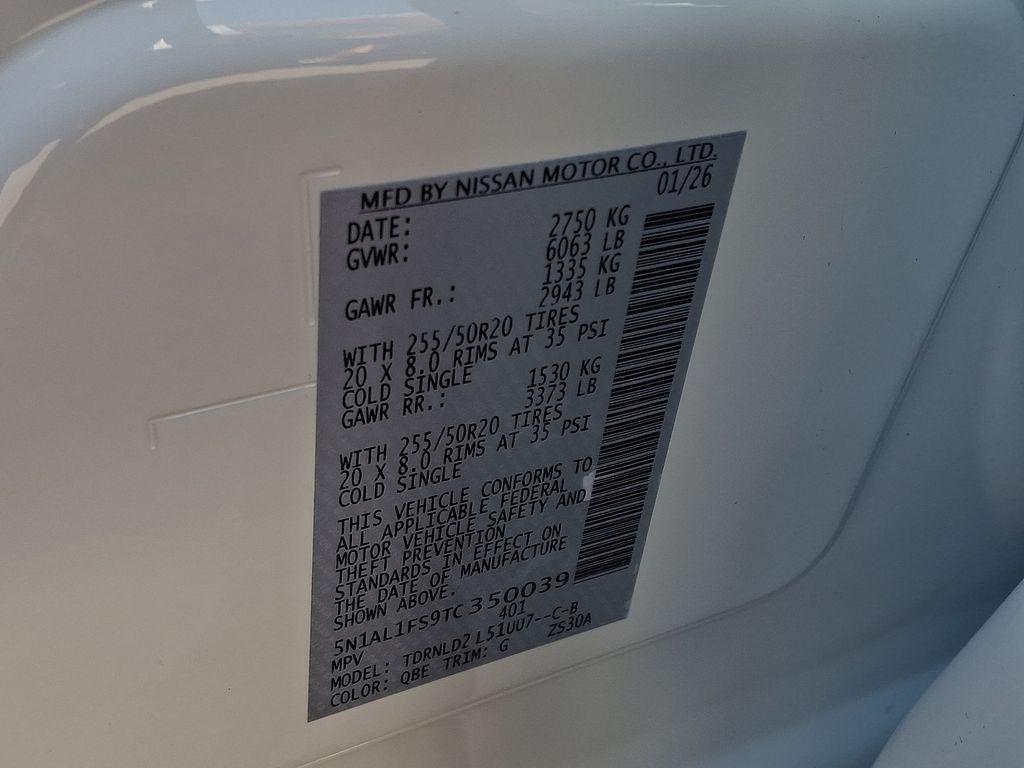 MFD BY NISSAN MOTOR CO., LTD.
DATE: 01/26
GVWR: 2750 KG
6063 LB
GAWR FR.: 1335 KG
2943 LB
WITH 255/50R20 TIRES
20 X 8.0 RIMS AT 35 PSI
COLD SINGLE
GAWR RR.: 1530 KG
3373 LB
WITH 255/50R20 TIRES
20 X 8.0 RIMS AT 35 PSI
COLD SINGLE
THIS VEHICLE CONFORMS TO
ALL APPLICABLE FEDERAL
MOTOR VEHICLE SAFETY AND
THEFT PREVENTION
STANDARDS IN EFFECT ON
THE DATE OF MANUFACTURE
SHOWN ABOVE.
5N1AL1FS9TC350039
MPV 401
MODEL: TDRNLD2 L51UU7--C-B
COLOR: QBE TRIM: G ZS30A